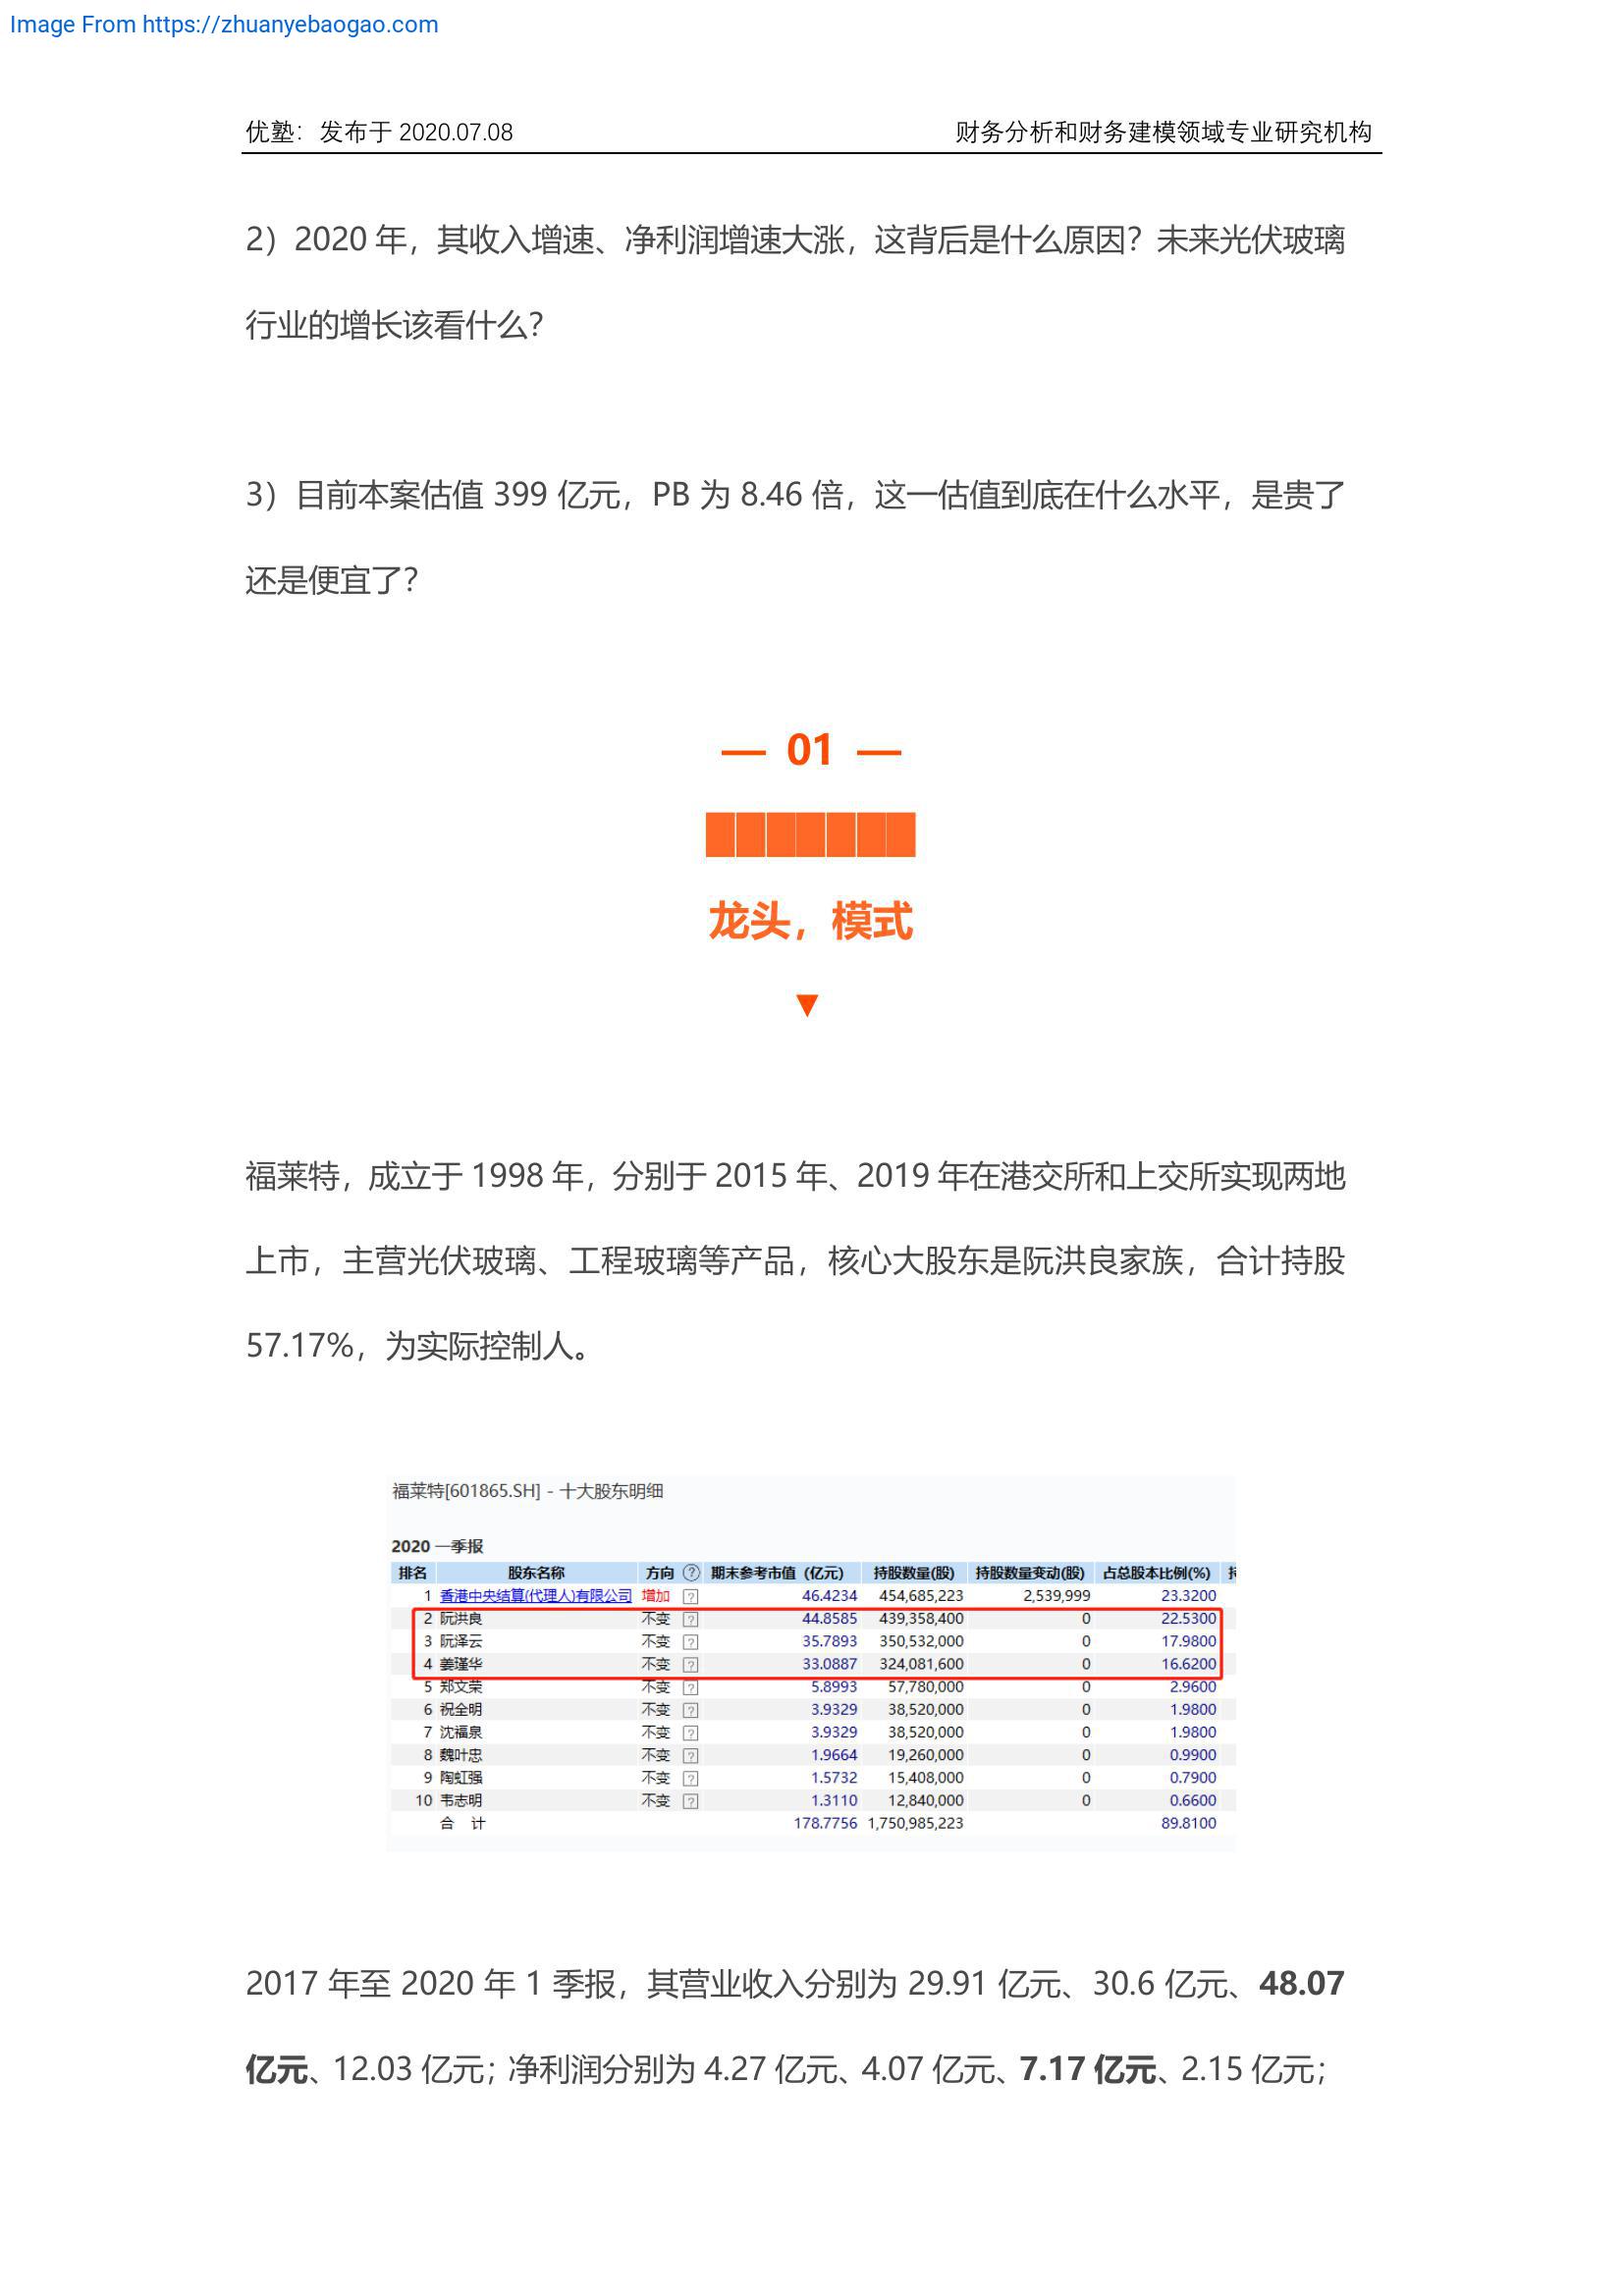 Image From https://zhuanyebaogao.com
优塾：发布于 2020.07.08 财务分析和财务建模领域专业研究机构
2）2020 年，其收入增速、净利润增速大涨，这背后是什么原因？未来光伏玻璃
行业的增长该看什么？
3）目前本案估值 399 亿元，PB 为 8.46 倍，这一估值到底在什么水平，是贵了
还是便宜了？
— 01 —
███████
龙头，模式
▼
福莱特，成立于 1998 年，分别于 2015 年、2019 年在港交所和上交所实现两地
上市，主营光伏玻璃、工程玻璃等产品，核心大股东是阮洪良家族，合计持股
57.17%，为实际控制人。
福莱特[601865.SH] - 十大股东明细
2020 一季报
排名 股东名称 方向 ? 期末参考市值（亿元） 持股数量(股) 持股数量变动(股) 占总股本比例(%)
1 香港中央结算(代理人)有限公司 增加 ? 46.4234 454,685,223 2,539,999 23.3200
2 阮洪良 不变 ? 44.8585 439,358,400 0 22.5300
3 阮泽云 不变 ? 35.7893 350,532,000 0 17.9800
4 姜瑾华 不变 ? 33.0887 324,081,600 0 16.6200
5 郑文荣 不变 ? 5.8993 57,780,000 0 2.9600
6 祝全明 不变 ? 3.9329 38,520,000 0 1.9800
7 沈福泉 不变 ? 3.9329 38,520,000 0 1.9800
8 魏叶忠 不变 ? 1.9664 19,260,000 0 0.9900
9 陶虹强 不变 ? 1.5732 15,408,000 0 0.7900
10 韦志明 不变 ? 1.3110 12,840,000 0 0.6600
合 计 178.7756 1,750,985,223 89.8100
2017 年至 2020 年 1 季报，其营业收入分别为 29.91 亿元、30.6 亿元、48.07
亿元、12.03 亿元；净利润分别为 4.27 亿元、4.07 亿元、7.17 亿元、2.15 亿元；